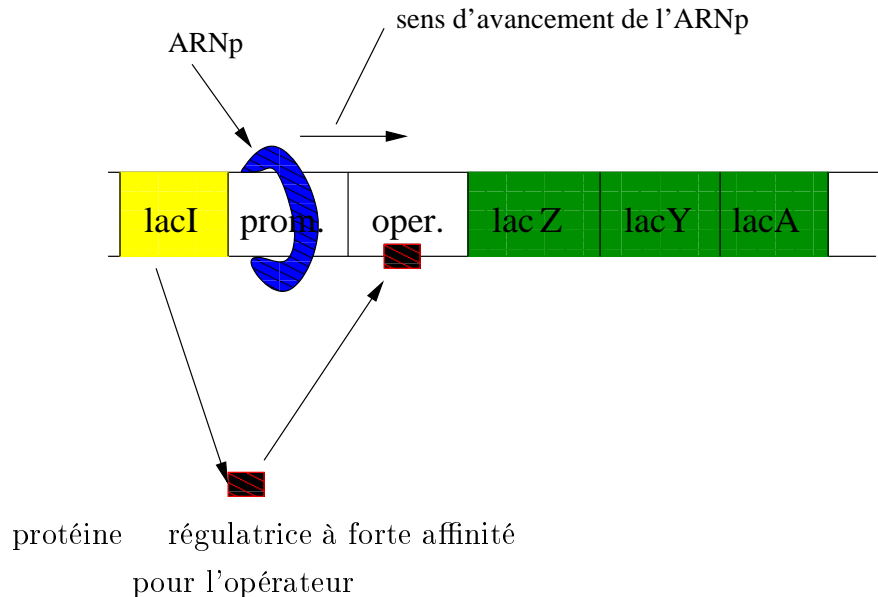 sens d'avancement de l'ARNp
ARNp
lacI prom. oper. lac Z lacY lacA
protéine régulatrice à forte affinité
pour l'opérateur